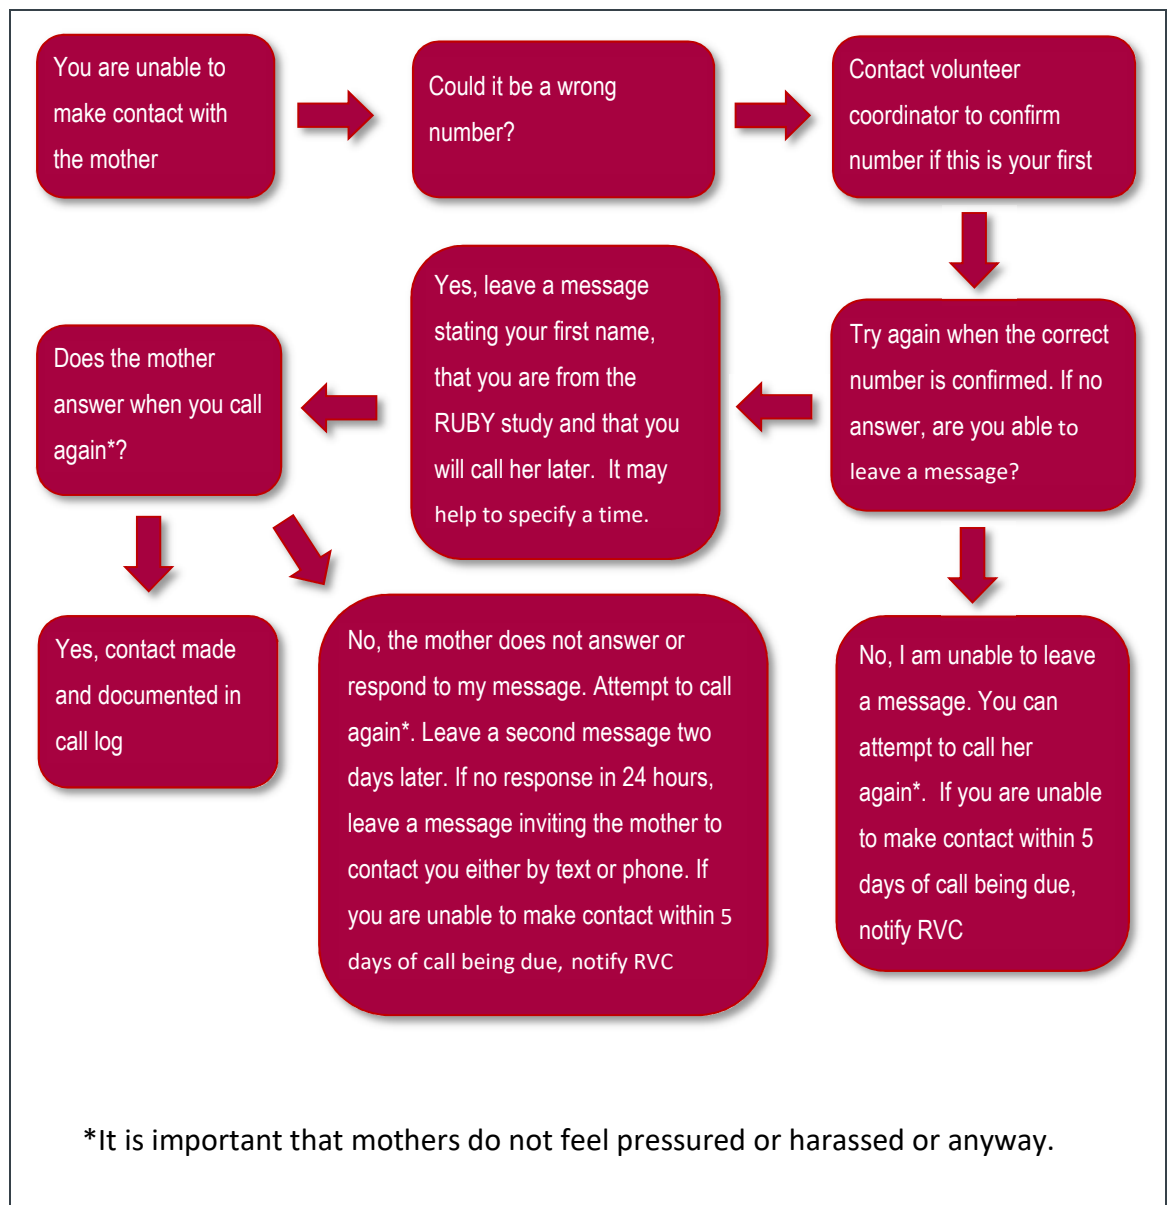 You are unable to
make contact with
the mother
Could it be a wrong
number?
Contact volunteer
coordinator to confirm
number if this is your first
Try again when the correct
number is confirmed. If no
answer, are you able to
leave a message?
Yes, leave a message
stating your first name,
that you are from the
RUBY study and that you
will call her later.  It may
help to specify a time.
Does the mother
answer when you call
again*?
Yes, contact made
and documented in
call log
No, the mother does not answer or
respond to my message. Attempt to call
again*. Leave a second message two
days later. If no response in 24 hours,
leave a message inviting the mother to
contact you either by text or phone. If
you are unable to make contact within 5
days of call being due, notify RVC
No, I am unable to leave
a message. You can
attempt to call her
again*.  If you are unable
to make contact within 5
days of call being due,
notify RVC
*It is important that mothers do not feel pressured or harassed or anyway.